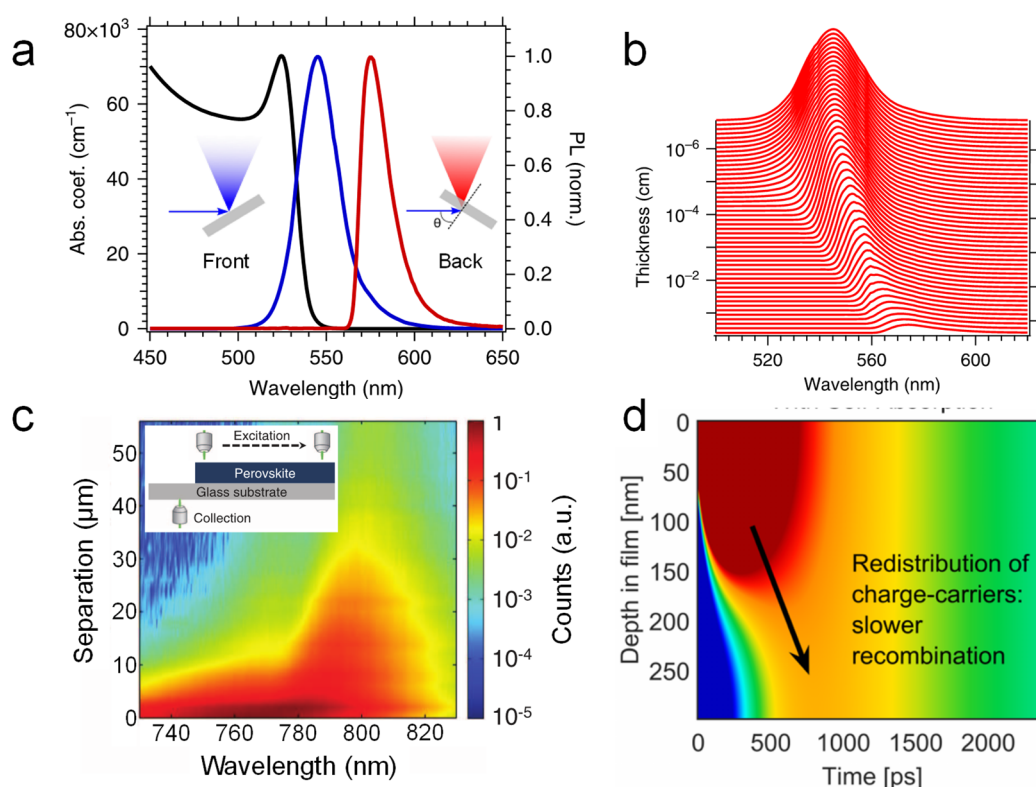 a
80×10³
60
40
20
0
Abs. coef. (cm⁻¹)
1.0
0.8
0.6
0.4
0.2
0.0
PL (norm.)
θ
Front
Back
450
500
550
600
650
Wavelength (nm)
b
10⁻⁶
10⁻⁴
10⁻²
Thickness (cm)
520
560
600
Wavelength (nm)
c
50
40
30
20
10
0
Separation (μm)
Excitation
Perovskite
Glass substrate
Collection
1
10⁻¹
10⁻²
10⁻³
10⁻⁴
10⁻⁵
Counts (a.u.)
740
760
780
800
820
Wavelength (nm)
d
0
50
100
150
200
250
Depth in film [nm]
Redistribution of
charge-carriers:
slower
recombination
0
500
1000
1500
2000
Time [ps]